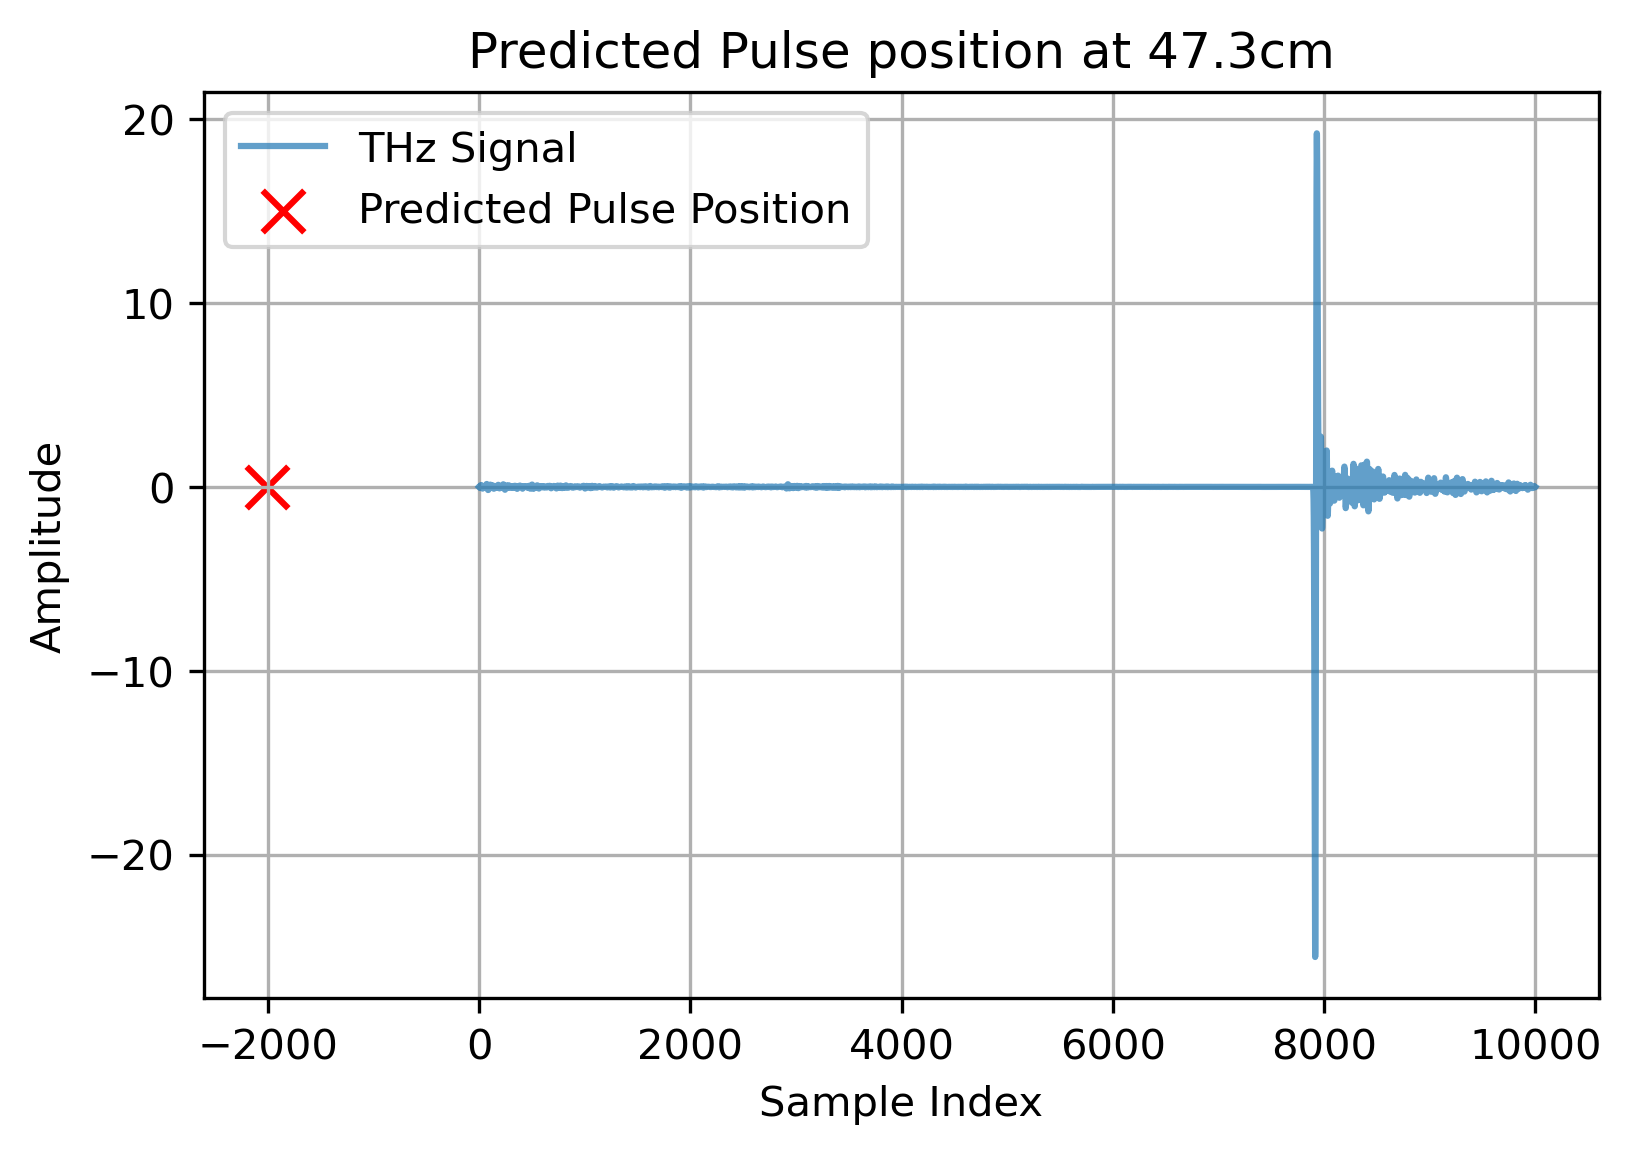 Predicted Pulse position at 47.3cm
THz Signal
Predicted Pulse Position
20
10
0
−10
−20
Amplitude
−2000 0 2000 4000 6000 8000 10000
Sample Index